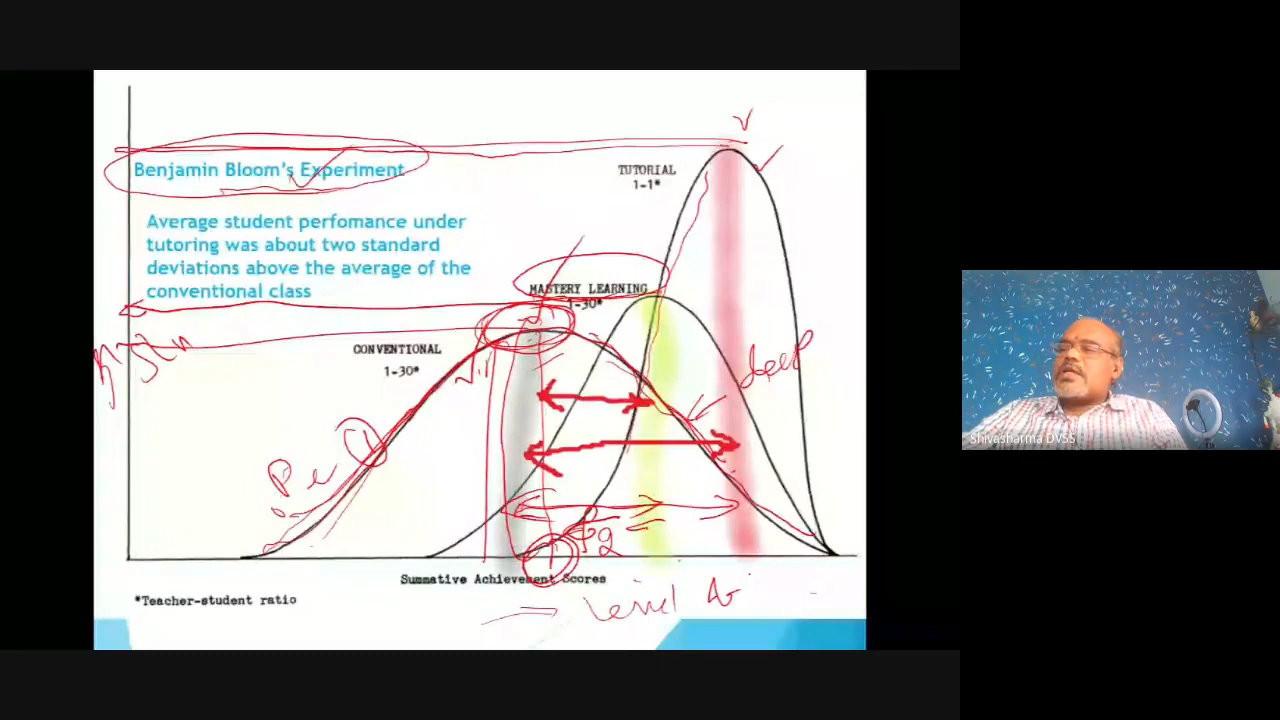 Benjamin Bloom's Experiment
Average student perfomance under
tutoring was about two standard
deviations above the average of the
conventional class
TUTORIAL
1-1*
MASTERY LEARNING
1-30*
CONVENTIONAL
1-30*
deep
Summative Achievement Scores
*Teacher-student ratio
level
Shivasharma DVSS